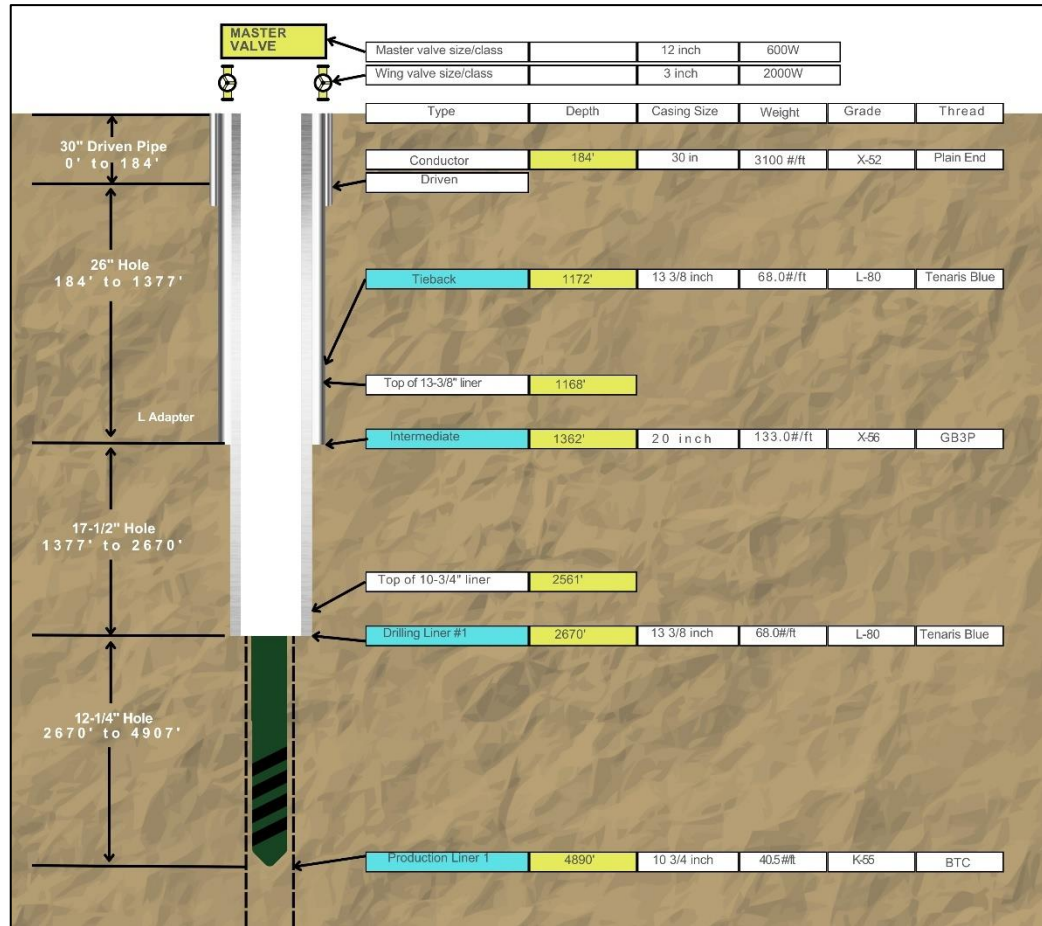 MASTER
VALVE
Master valve size/class 12 inch 600W
Wing valve size/class 3 inch 2000W
Type Depth Casing Size Weight Grade Thread
30" Driven Pipe
0' to 184'
Conductor 184' 30 in 3100 #/ft X-52 Plain End
Driven
26" Hole
184' to 1377'
Tieback 1172' 13 3/8 inch 68.0#/ft L-80 Tenaris Blue
Top of 13-3/8" liner 1168'
L Adapter
Intermediate 1362' 20 inch 133.0#/ft X-56 GB3P
17-1/2" Hole
1377' to 2670'
Top of 10-3/4" liner 2561'
Drilling Liner #1 2670' 13 3/8 inch 68.0#/ft L-80 Tenaris Blue
12-1/4" Hole
2670' to 4907'
Production Liner 1 4890' 10 3/4 inch 40.5#/ft K-55 BTC